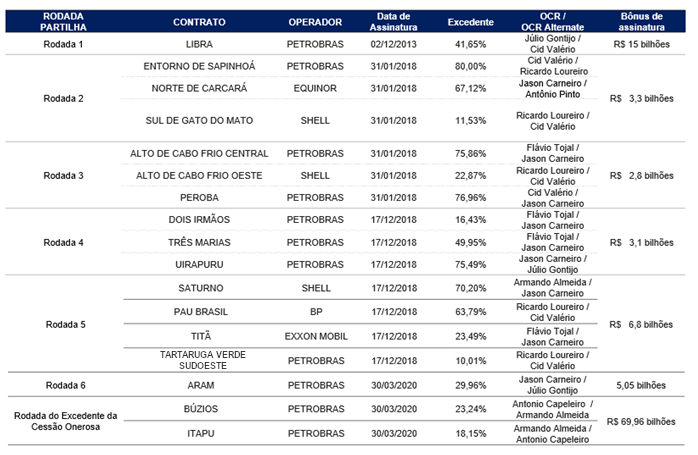 RODADA PARTILHA CONTRATO OPERADOR Data de Assinatura Excedente OCR / OCR Alternate Bônus de assinatura
Rodada 1 LIBRA PETROBRAS 02/12/2013 41,65% Júlio Gontijo / Cid Valério R$ 15 bilhões
Rodada 2 ENTORNO DE SAPINHOÁ PETROBRAS 31/01/2018 80,00% Cid Valério / Ricardo Loureiro R$ 3,3 bilhões
NORTE DE CARCARÁ EQUINOR 31/01/2018 67,12% Jason Carneiro / Antônio Pinto
SUL DE GATO DO MATO SHELL 31/01/2018 11,53% Ricardo Loureiro / Cid Valério
Rodada 3 ALTO DE CABO FRIO CENTRAL PETROBRAS 31/01/2018 75,86% Flávio Tojal / Jason Carneiro R$ 2,8 bilhões
ALTO DE CABO FRIO OESTE SHELL 31/01/2018 22,87% Ricardo Loureiro / Cid Valério
PEROBA PETROBRAS 31/01/2018 76,96% Cid Valério / Jason Carneiro
Rodada 4 DOIS IRMÃOS PETROBRAS 17/12/2018 16,43% Flávio Tojal / Jason Carneiro R$ 3,1 bilhões
TRÊS MARIAS PETROBRAS 17/12/2018 49,95% Flávio Tojal / Jason Carneiro
UIRAPURU PETROBRAS 17/12/2018 75,49% Jason Carneiro / Júlio Gontijo
Rodada 5 SATURNO SHELL 17/12/2018 70,20% Armando Almeida / Jason Carneiro R$ 6,8 bilhões
PAU BRASIL BP 17/12/2018 63,79% Ricardo Loureiro / Cid Valério
TITÃ EXXON MOBIL 17/12/2018 23,49% Flávio Tojal / Jason Carneiro
TARTARUGA VERDE SUDOESTE PETROBRAS 17/12/2018 10,01% Ricardo Loureiro / Cid Valério
Rodada 6 ARAM PETROBRAS 30/03/2020 29,96% Jason Carneiro / Júlio Gontijo 5,05 bilhões
Rodada do Excedente da Cessão Onerosa BÚZIOS PETROBRAS 30/03/2020 23,24% Antonio Capeleiro / Armando Almeida R$ 69,96 bilhões
ITAPU PETROBRAS 30/03/2020 18,15% Armando Almeida / Antonio Capeleiro